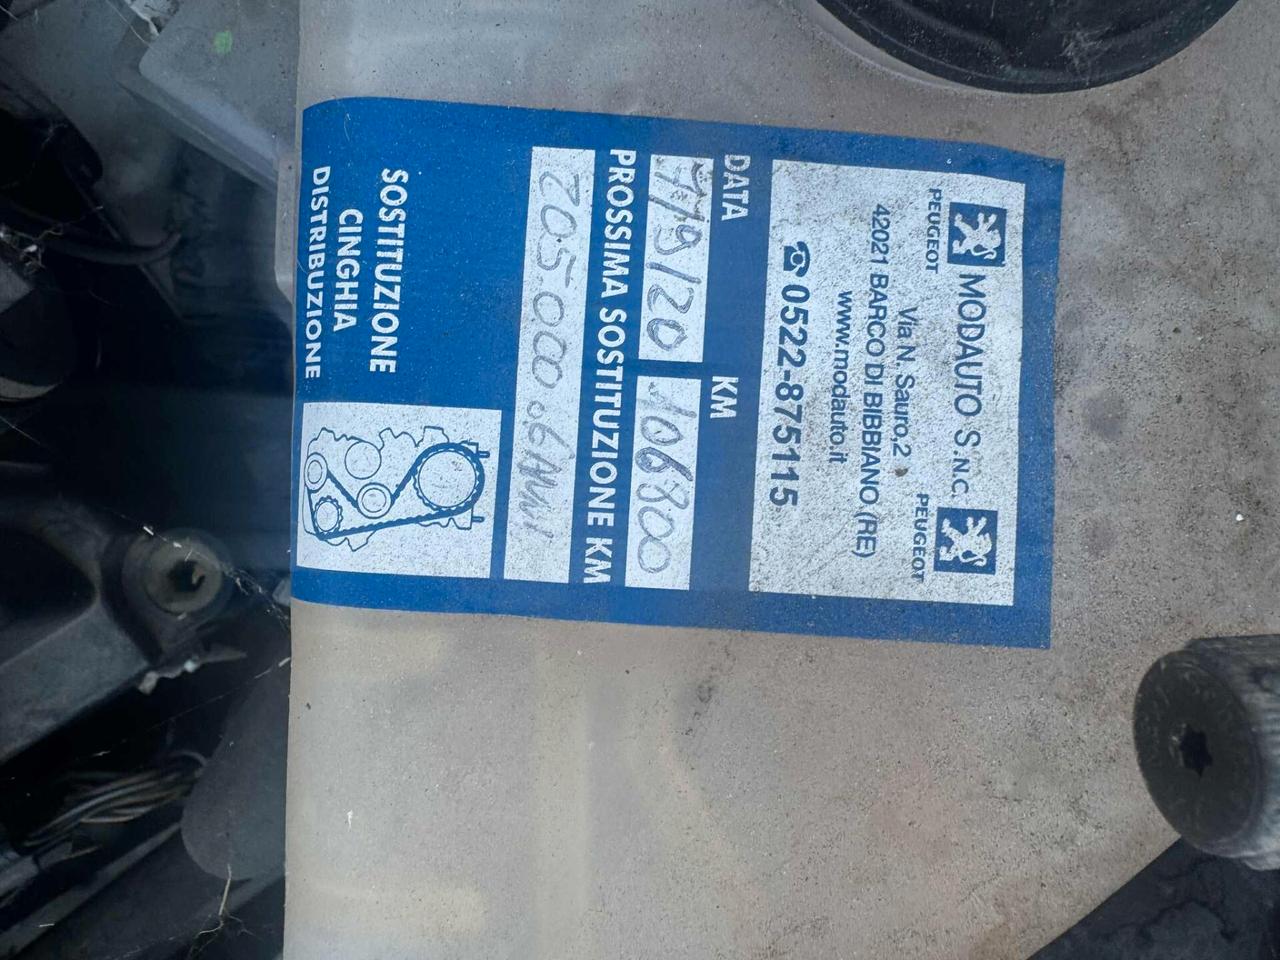 PEUGEOT
MODAUTO S.N.C.
PEUGEOT
Via N. Sauro,2
42021 BARCO DI BIBBIANO (RE)
www.modauto.it
☎0522-875115
DATA
KM
7/9/20
106800
PROSSIMA SOSTITUZIONE KM
205.000 o 6 ANNI
SOSTITUZIONE
CINGHIA
DISTRIBUZIONE